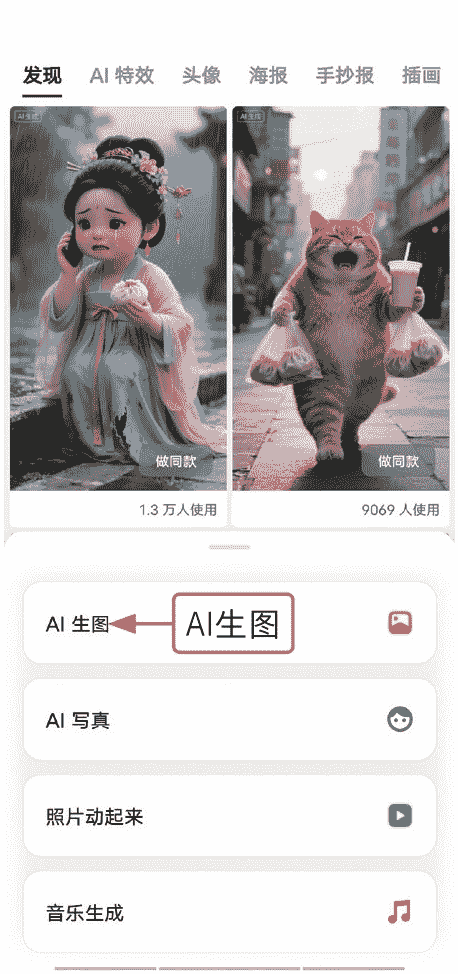 发现 AI 特效 头像 海报 手抄报 插画
AI 生成
AI 生成
做同款
做同款
1.3 万人使用
9069 人使用
AI 生图
AI生图
AI 写真
照片动起来
音乐生成